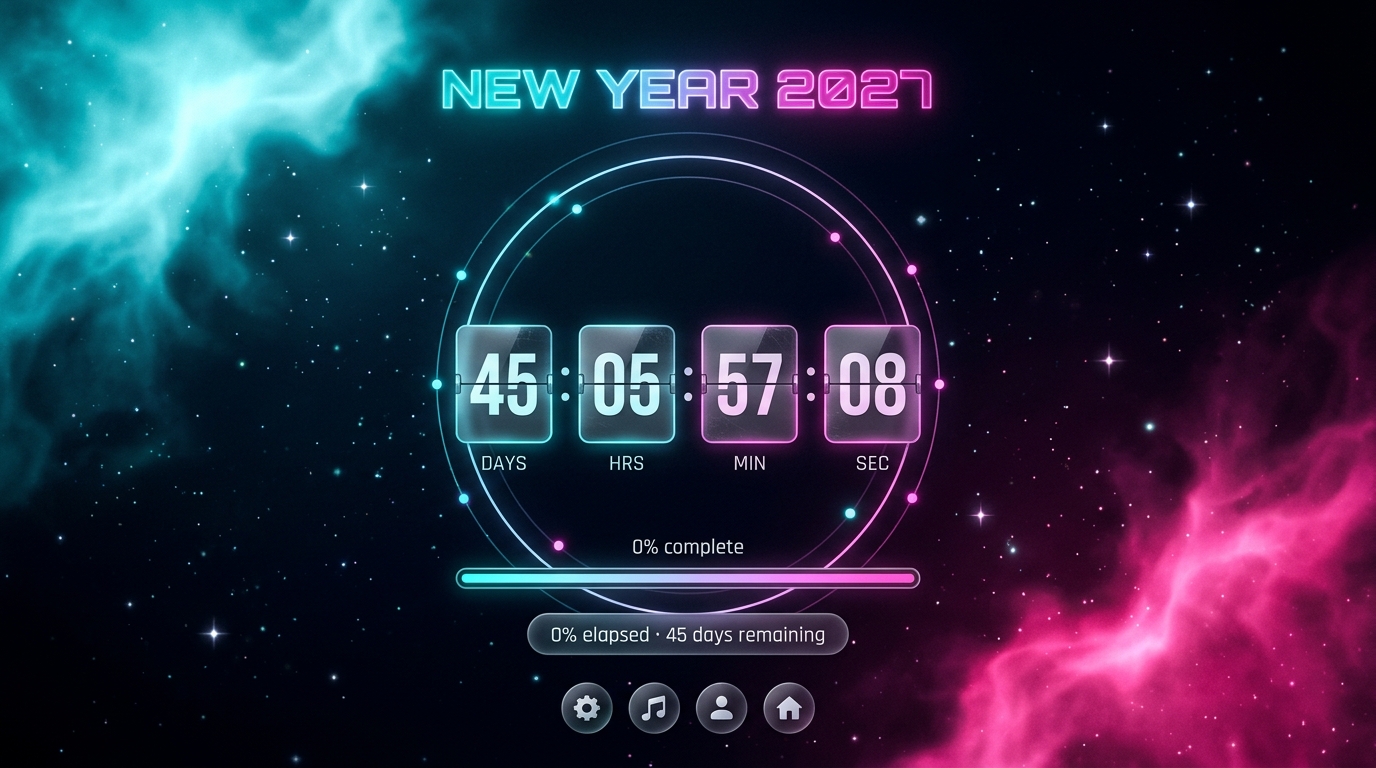 NEW YEAR 2027
45 : 05 : 57 : 08
DAYS HRS MIN SEC
0% complete
0% elapsed · 45 days remaining